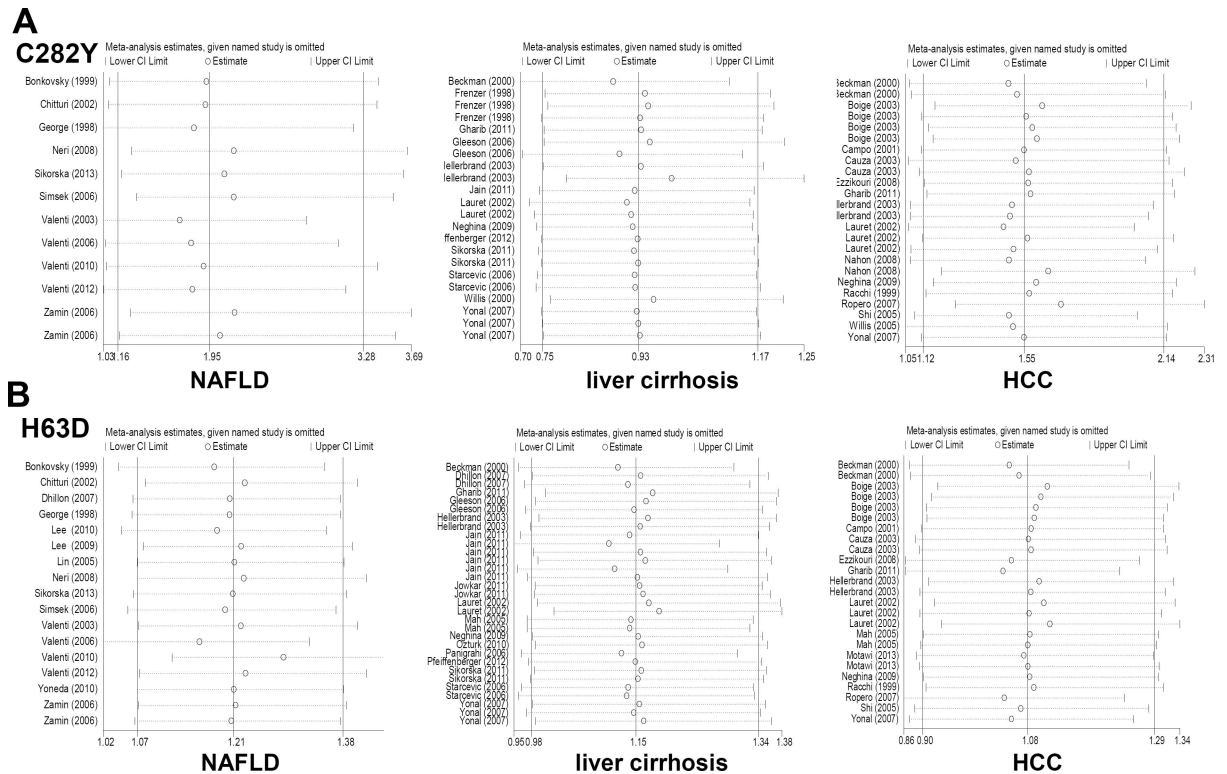 A
C282Y
Meta-analysis estimates, given named study is omitted
Lower CI Limit Estimate Upper CI Limit
Bonkovsky (1999)
Chitturi (2002)
George (1998)
Neri (2008)
Sikorska (2013)
Simsek (2006)
Valenti (2003)
Valenti (2006)
Valenti (2010)
Valenti (2012)
Zamin (2006)
Zamin (2006)
1.03 1.16 1.95 3.28 3.69
NAFLD
Meta-analysis estimates, given named study is omitted
Lower CI Limit Estimate Upper CI Limit
Beckman (2000)
Frenzer (1998)
Frenzer (1998)
Frenzer (1998)
Gharib (2011)
Gleeson (2006)
Gleeson (2006)
Hellerbrand (2003)
Hellerbrand (2003)
Jain (2011)
Lauret (2002)
Lauret (2002)
Neghina (2009)
ffenberger (2012)
Sikorska (2011)
Sikorska (2011)
Starcevic (2006)
Starcevic (2006)
Willis (2000)
Yonal (2007)
Yonal (2007)
Yonal (2007)
0.70 0.75 0.93 1.17 1.25
liver cirrhosis
Meta-analysis estimates, given named study is omitted
Lower CI Limit Estimate Upper CI Limit
Beckman (2000)
Beckman (2000)
Boige (2003)
Boige (2003)
Boige (2003)
Boige (2003)
Campo (2001)
Cauza (2003)
Cauza (2003)
Ezzikouri (2008)
Gharib (2011)
llerbrand (2003)
llerbrand (2003)
Lauret (2002)
Lauret (2002)
Lauret (2002)
Nahon (2008)
Nahon (2008)
Neghina (2009)
Racchi (1999)
Ropero (2007)
Shi (2005)
Willis (2005)
Yonal (2007)
1.05 1.12 1.55 2.14 2.31
HCC
B
H63D
Meta-analysis estimates, given named study is omitted
Lower CI Limit Estimate Upper CI Limit
Bonkovsky (1999)
Chitturi (2002)
Dhillon (2007)
George (1998)
Lee (2010)
Lee (2009)
Lin (2005)
Neri (2008)
Sikorska (2013)
Simsek (2006)
Valenti (2003)
Valenti (2006)
Valenti (2010)
Valenti (2012)
Yoneda (2010)
Zamin (2006)
Zamin (2006)
1.02 1.07 1.21 1.38
NAFLD
Meta-analysis estimates, given named study is omitted
Lower CI Limit Estimate Upper CI Limit
Beckman (2000)
Dhillon (2007)
Dhillon (2007)
Gharib (2011)
Gleeson (2006)
Gleeson (2006)
Hellerbrand (2003)
Hellerbrand (2003)
Jain (2011)
Jain (2011)
Jain (2011)
Jain (2011)
Jain (2011)
Jain (2011)
Jowkar (2011)
Jowkar (2011)
Lauret (2002)
Lauret (2002)
Mah (2005)
Mah (2005)
Neghina (2009)
Ozturk (2010)
Panigrahi (2006)
Pfeiffenberger (2012)
Sikorska (2011)
Sikorska (2011)
Starcevic (2006)
Starcevic (2006)
Yonal (2007)
Yonal (2007)
Yonal (2007)
0.95 0.98 1.15 1.34 1.38
liver cirrhosis
Meta-analysis estimates, given named study is omitted
Lower CI Limit Estimate Upper CI Limit
Beckman (2000)
Beckman (2000)
Boige (2003)
Boige (2003)
Boige (2003)
Boige (2003)
Campo (2001)
Cauza (2003)
Cauza (2003)
Ezzikouri (2008)
Gharib (2011)
Hellerbrand (2003)
Hellerbrand (2003)
Lauret (2002)
Lauret (2002)
Lauret (2002)
Mah (2005)
Mah (2005)
Motawi (2013)
Motawi (2013)
Neghina (2009)
Racchi (1999)
Ropero (2007)
Shi (2005)
Yonal (2007)
0.86 0.90 1.08 1.29 1.34
HCC